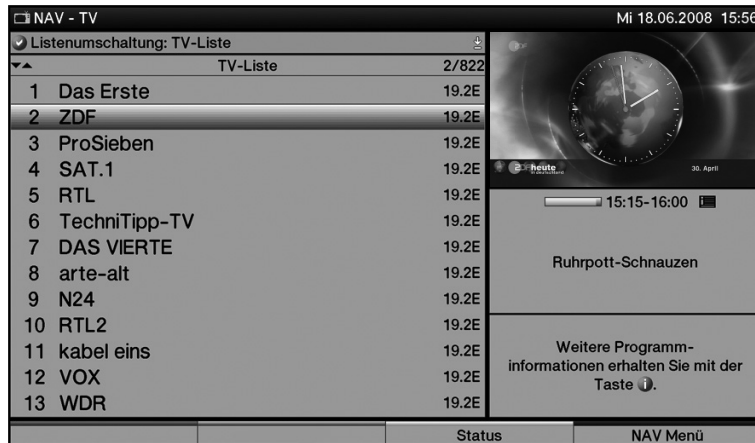 NAV - TV
Mi 18.06.2008 15:56
Listenumschaltung: TV-Liste
TV-Liste 2/822
1 Das Erste 19.2E
2 ZDF 19.2E
3 ProSieben 19.2E
4 SAT.1 19.2E
5 RTL 19.2E
6 TechniTipp-TV 19.2E
7 DAS VIERTE 19.2E
8 arte-alt 19.2E
9 N24 19.2E
10 RTL2 19.2E
11 kabel eins 19.2E
12 VOX 19.2E
13 WDR 19.2E
ZDF
ZDF heute
in deutschland
30. April
15:15-16:00
Ruhrpott-Schnauzen
Weitere Programm-
informationen erhalten Sie mit der
Taste i.
Status
NAV Menü